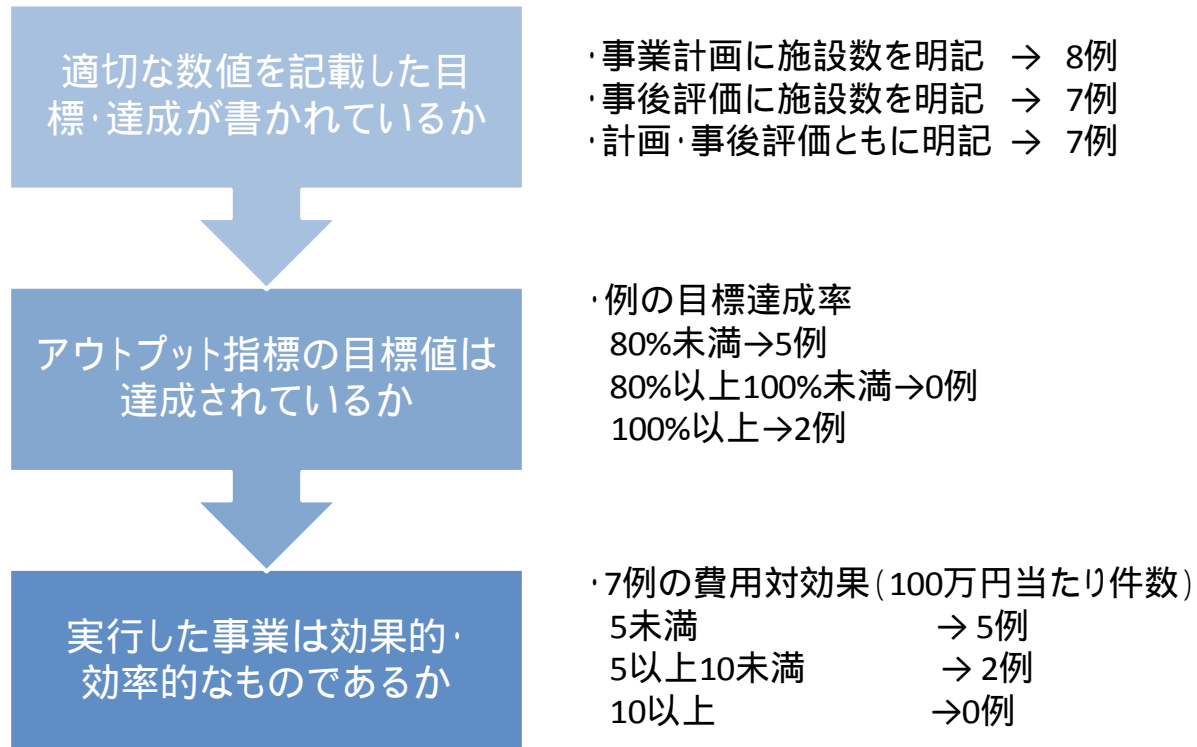 適切な数値を記載した目
標・達成が書かれているか
・事業計画に施設数を明記 → 8例
・事後評価に施設数を明記 → 7例
・計画・事後評価ともに明記 → 7例
アウトプット指標の目標値は
達成されているか
・例の目標達成率
80%未満→5例
80%以上100%未満→0例
100%以上→2例
実行した事業は効果的・
効率的なものであるか
・7例の費用対効果(100万円当たり件数)
5未満 → 5例
5以上10未満 → 2例
10以上 →0例